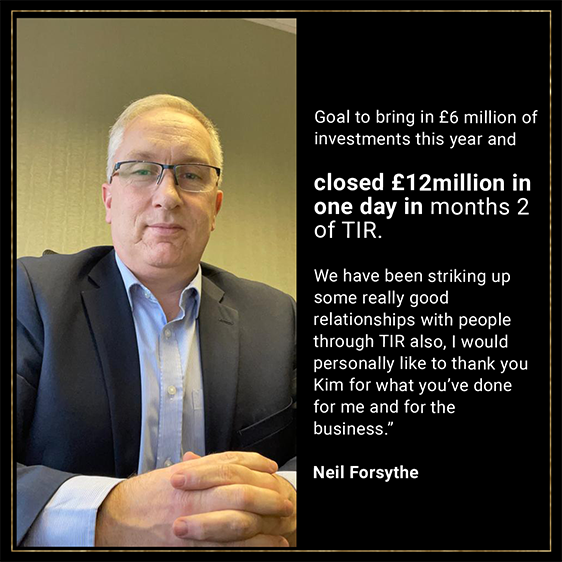 Goal to bring in £6 million of
investments this year and
closed £12million in
one day in months 2
of TIR.
We have been striking up
some really good
relationships with people
through TIR also, I would
personally like to thank you
Kim for what you’ve done
for me and for the
business.”
Neil Forsythe